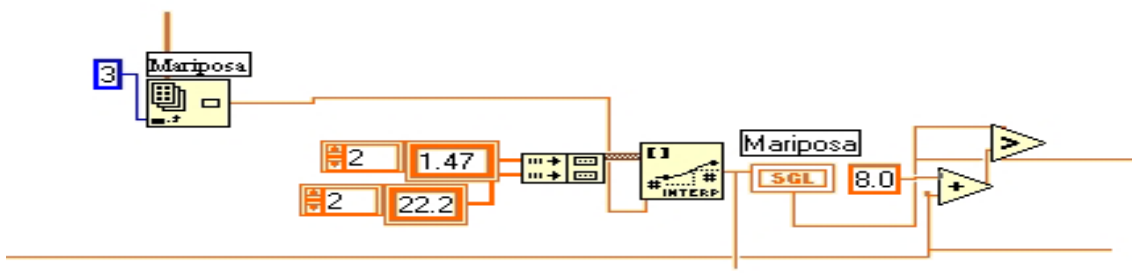 Mariposa
3
2 1.47
2 22.2
[ ]
# #
INTERP
Mariposa
SGL
8.0
>
+